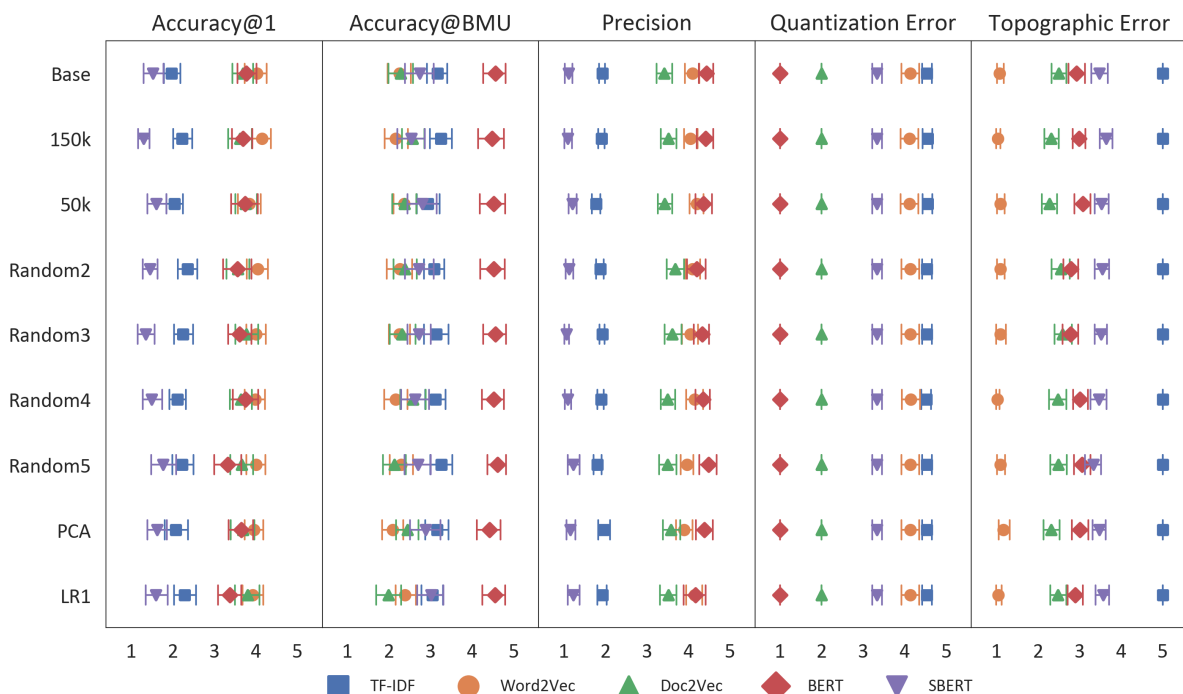 Accuracy@1 Accuracy@BMU Precision Quantization Error Topographic Error
Base
150k
50k
Random2
Random3
Random4
Random5
PCA
LR1
1 2 3 4 5 1 2 3 4 5 1 2 3 4 5 1 2 3 4 5 1 2 3 4 5
TF-IDF Word2Vec Doc2Vec BERT SBERT